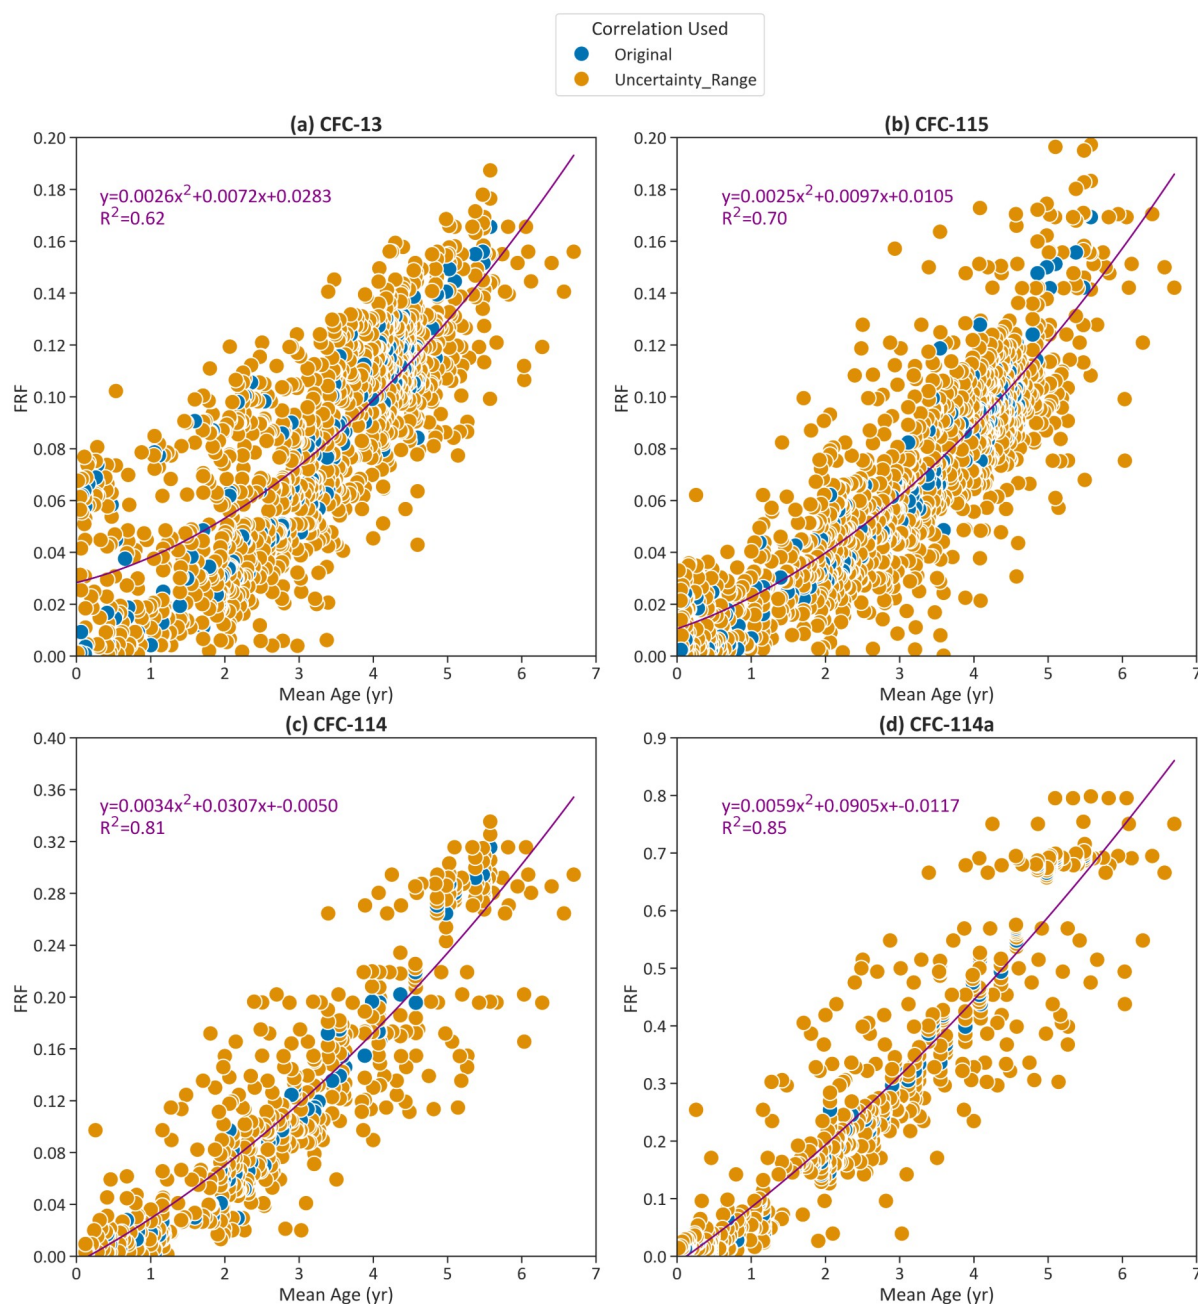 Correlation Used
Original
Uncertainty_Range
(a) CFC-13
(b) CFC-115
0.20
0.18
0.16
0.14
0.12
0.10
0.08
0.06
0.04
0.02
0.00
FRF
y=0.0026x²+0.0072x+0.0283
R²=0.62
0 1 2 3 4 5 6 7
Mean Age (yr)
0.20
0.18
0.16
0.14
0.12
0.10
0.08
0.06
0.04
0.02
0.00
FRF
y=0.0025x²+0.0097x+0.0105
R²=0.70
0 1 2 3 4 5 6 7
Mean Age (yr)
(c) CFC-114
(d) CFC-114a
0.40
0.36
0.32
0.28
0.24
0.20
0.16
0.12
0.08
0.04
0.00
FRF
y=0.0034x²+0.0307x+-0.0050
R²=0.81
0 1 2 3 4 5 6 7
Mean Age (yr)
0.9
0.8
0.7
0.6
0.5
0.4
0.3
0.2
0.1
0.0
FRF
y=0.0059x²+0.0905x+-0.0117
R²=0.85
0 1 2 3 4 5 6 7
Mean Age (yr)